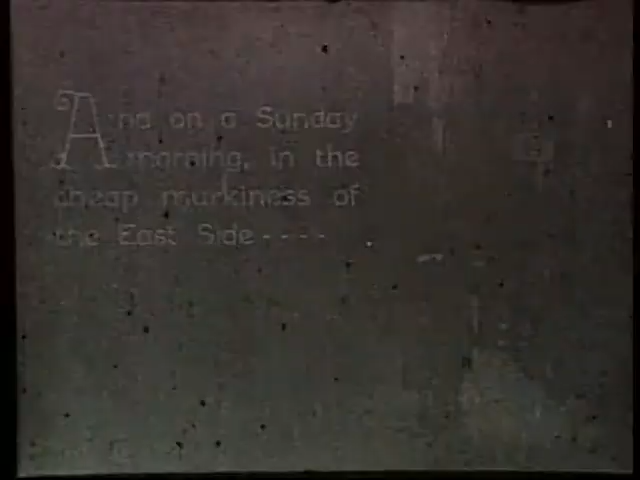 And on a Sunday
morning, in the
cheap murkiness of
the East Side----